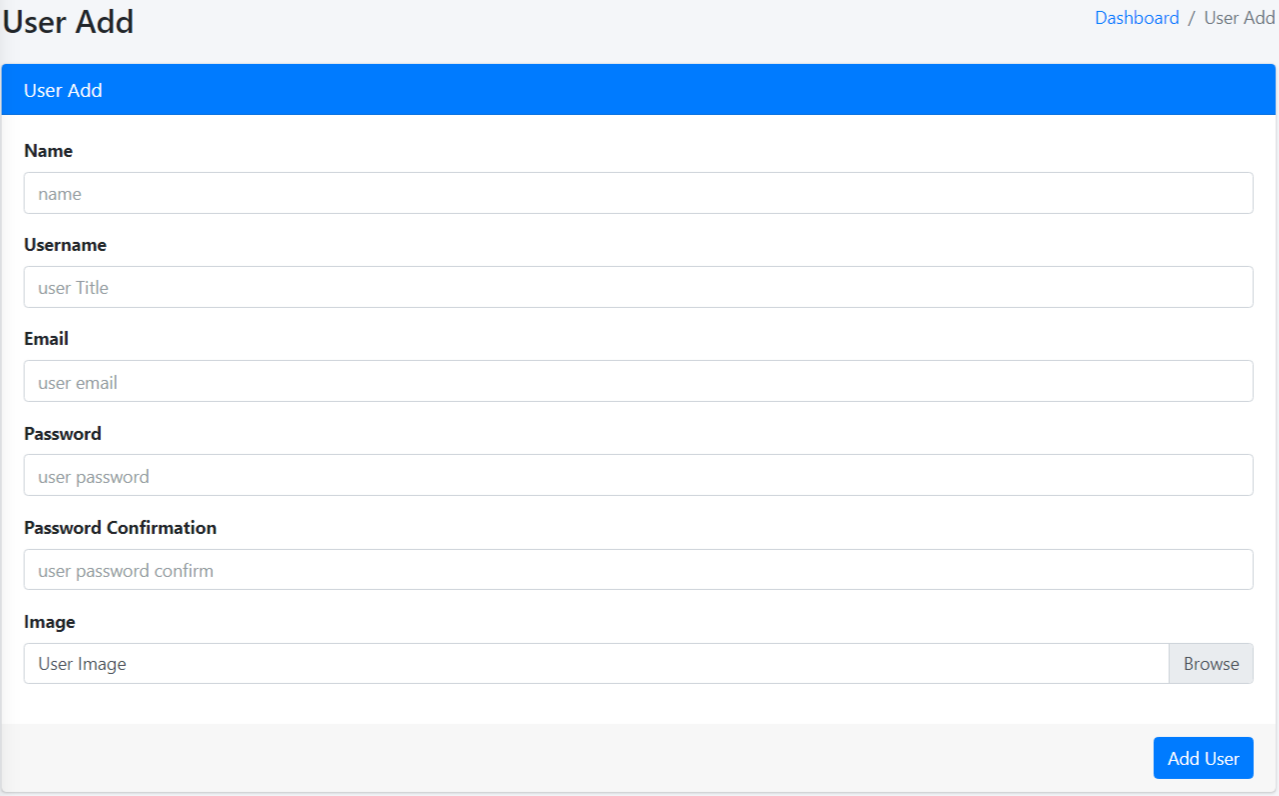 User Add
Dashboard / User Add
User Add
Name
name
Username
user Title
Email
user email
Password
user password
Password Confirmation
user password confirm
Image
User Image Browse
Add User